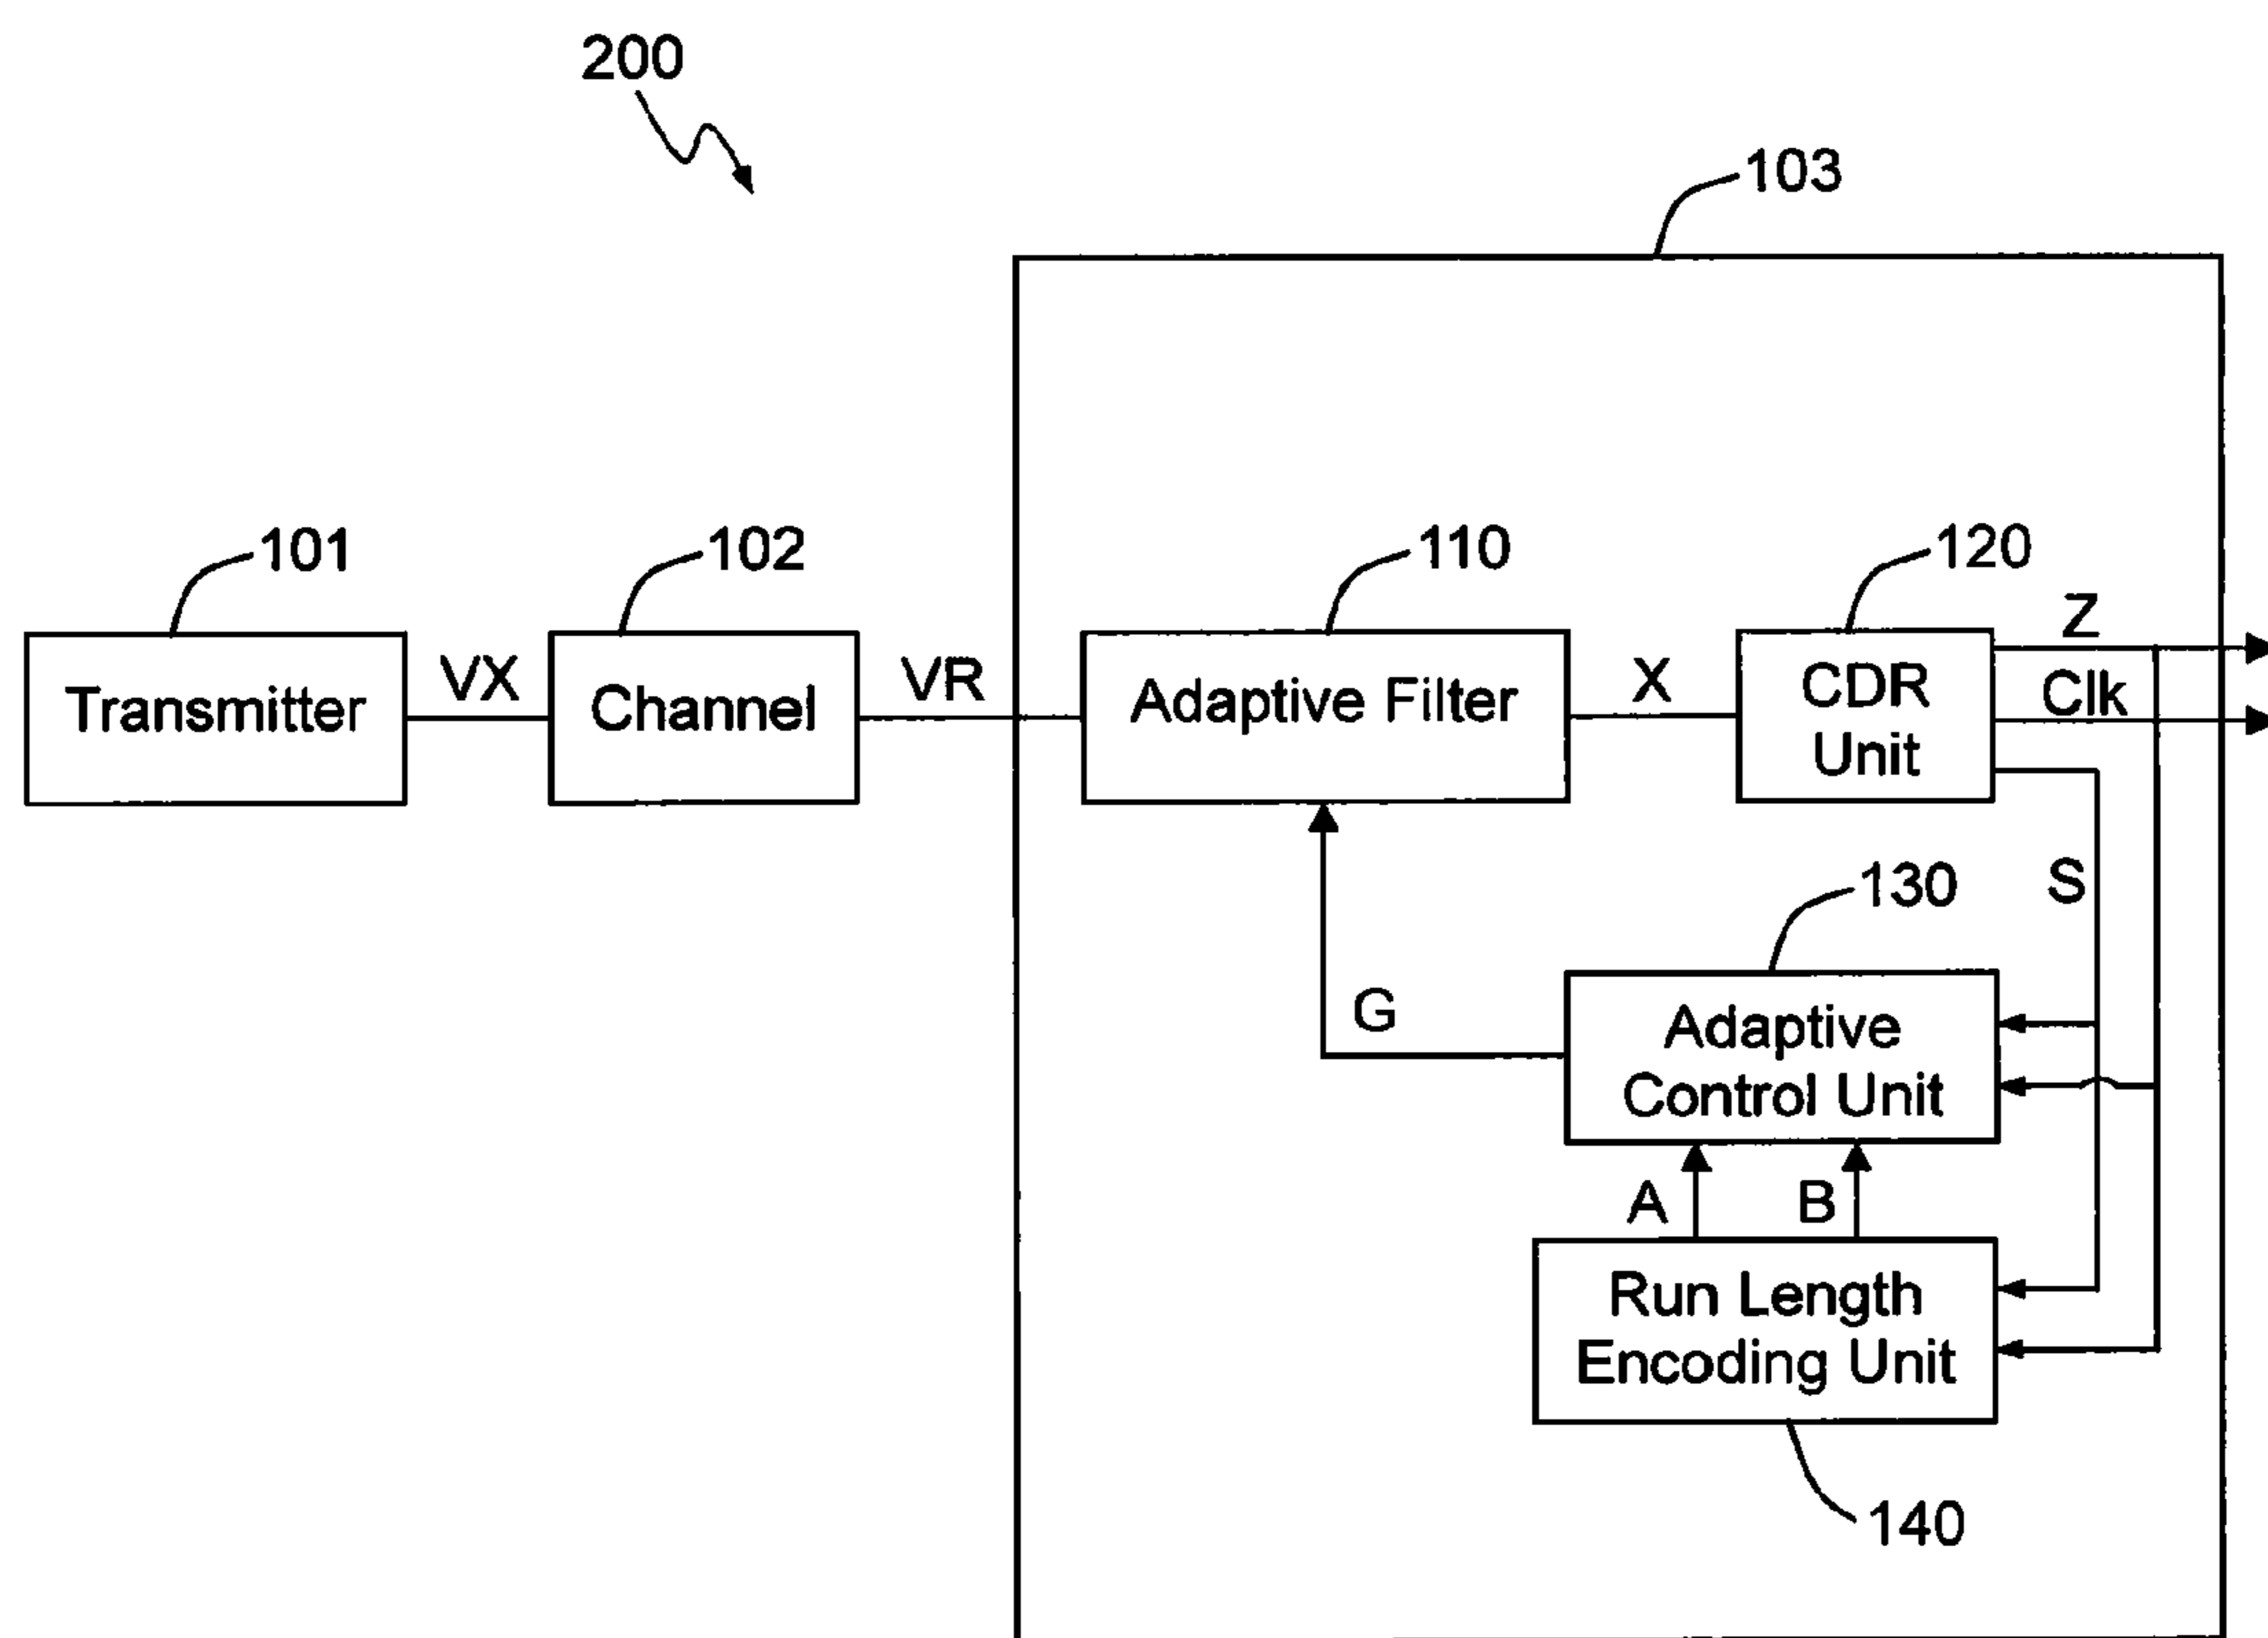 200
103
101
102
110
120
Transmitter
VX
Channel
VR
Adaptive Filter
X
CDR
Unit
Z
Clk
S
130
G
Adaptive
Control Unit
A
B
Run Length
Encoding Unit
140